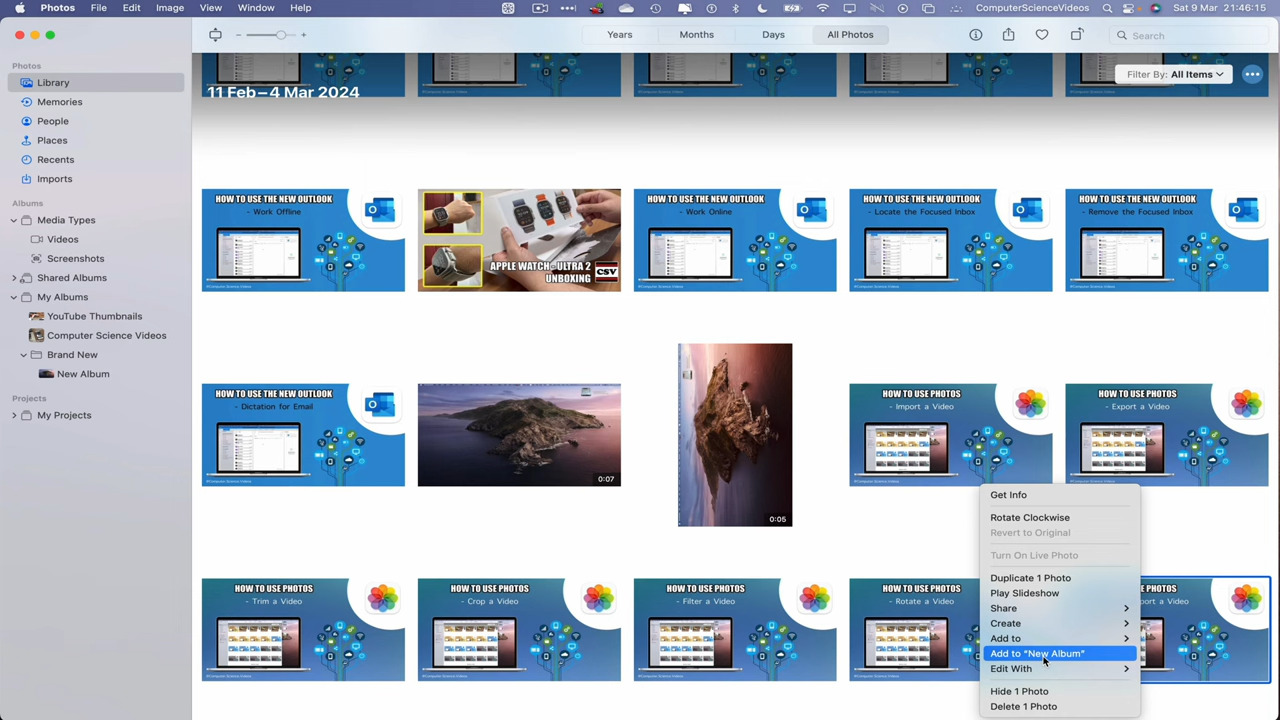 Photos File Edit Image View Window Help
ComputerScienceVideos Sat 9 Mar 21:46:15
Years Months Days All Photos
Search
Photos
Library
Memories
People
Places
Recents
Imports
Albums
Media Types
Videos
Screenshots
Shared Albums
My Albums
YouTube Thumbnails
Computer Science Videos
Brand New
New Album
Projects
My Projects
11 Feb–4 Mar 2024
Filter By: All Items
HOW TO USE THE NEW OUTLOOK
- Work Offline
APPLE WATCH ULTRA 2
UNBOXING
CSV
HOW TO USE THE NEW OUTLOOK
- Work Online
HOW TO USE THE NEW OUTLOOK
- Locate the Focused Inbox
HOW TO USE THE NEW OUTLOOK
- Remove the Focused Inbox
HOW TO USE THE NEW OUTLOOK
- Dictation for Email
0:07
0:05
HOW TO USE PHOTOS
- Import a Video
HOW TO USE PHOTOS
- Export a Video
HOW TO USE PHOTOS
- Trim a Video
HOW TO USE PHOTOS
- Crop a Video
HOW TO USE PHOTOS
- Filter a Video
HOW TO USE PHOTOS
- Rotate a Video
PHOTOS
a Video
Get Info
Rotate Clockwise
Revert to Original
Turn On Live Photo
Duplicate 1 Photo
Play Slideshow
Share
Create
Add to
Add to “New Album”
Edit With
Hide 1 Photo
Delete 1 Photo